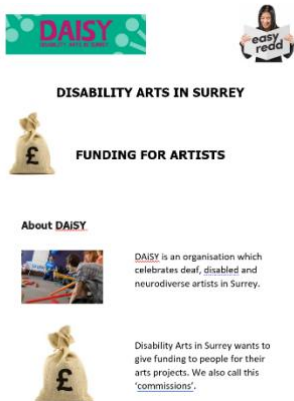 DAiSY
DISABILITY ARTS IN SURREY
easy
read
DISABILITY ARTS IN SURREY
£
FUNDING FOR ARTISTS
About DAiSY
DAiSY is an organisation which
celebrates deaf, disabled and
neurodiverse artists in Surrey.
Disability Arts in Surrey wants to
give funding to people for their
arts projects. We also call this
‘commissions’.
£